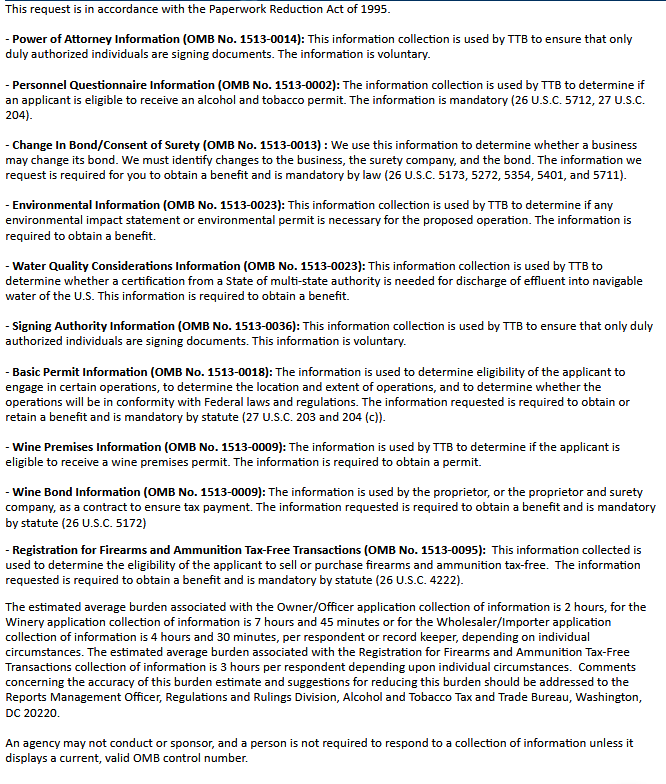 This request is in accordance with the Paperwork Reduction Act of 1995.
- Power of Attorney Information (OMB No. 1513-0014): This information collection is used by TTB to ensure that only
duly authorized individuals are signing documents. The information is voluntary.
- Personnel Questionnaire Information (OMB No. 1513-0002): The information collection is used by TTB to determine if
an applicant is eligible to receive an alcohol and tobacco permit. The information is mandatory (26 U.S.C. 5712, 27 U.S.C.
204).
- Change In Bond/Consent of Surety (OMB No. 1513-0013) : We use this information to determine whether a business
may change its bond. We must identify changes to the business, the surety company, and the bond. The information we
request is required for you to obtain a benefit and is mandatory by law (26 U.S.C. 5173, 5272, 5354, 5401, and 5711).
- Environmental Information (OMB No. 1513-0023): This information collection is used by TTB to determine if any
environmental impact statement or environmental permit is necessary for the proposed operation. The information is
required to obtain a benefit.
- Water Quality Considerations Information (OMB No. 1513-0023): This information collection is used by TTB to
determine whether a certification from a State of multi-state authority is needed for discharge of effluent into navigable
water of the U.S. This information is required to obtain a benefit.
- Signing Authority Information (OMB No. 1513-0036): This information collection is used by TTB to ensure that only duly
authorized individuals are signing documents. This information is voluntary.
- Basic Permit Information (OMB No. 1513-0018): The information is used to determine eligibility of the applicant to
engage in certain operations, to determine the location and extent of operations, and to determine whether the
operations will be in conformity with Federal laws and regulations. The information requested is required to obtain or
retain a benefit and is mandatory by statute (27 U.S.C. 203 and 204 (c)).
- Wine Premises Information (OMB No. 1513-0009): The information is used by TTB to determine if the applicant is
eligible to receive a wine premises permit. The information is required to obtain a permit.
- Wine Bond Information (OMB No. 1513-0009): The information is used by the proprietor, or the proprietor and surety
company, as a contract to ensure tax payment. The information requested is required to obtain a benefit and is mandatory
by statute (26 U.S.C. 5172)
- Registration for Firearms and Ammunition Tax-Free Transactions (OMB No. 1513-0095): This information collected is
used to determine the eligibility of the applicant to sell or purchase firearms and ammunition tax-free. The information
requested is required to obtain a benefit and is mandatory by statute (26 U.S.C. 4222).
The estimated average burden associated with the Owner/Officer application collection of information is 2 hours, for the
Winery application collection of information is 7 hours and 45 minutes or for the Wholesaler/Importer application
collection of information is 4 hours and 30 minutes, per respondent or record keeper, depending on individual
circumstances. The estimated average burden associated with the Registration for Firearms and Ammunition Tax-Free
Transactions collection of information is 3 hours per respondent depending upon individual circumstances. Comments
concerning the accuracy of this burden estimate and suggestions for reducing this burden should be addressed to the
Reports Management Officer, Regulations and Rulings Division, Alcohol and Tobacco Tax and Trade Bureau, Washington,
DC 20220.
An agency may not conduct or sponsor, and a person is not required to respond to a collection of information unless it
displays a current, valid OMB control number.